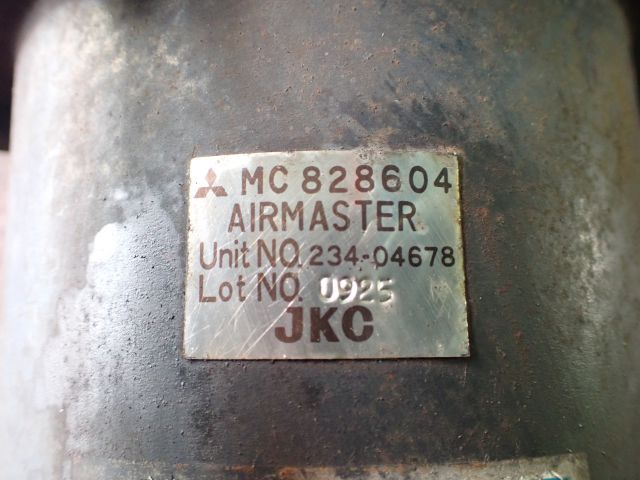 MC 828604
AIRMASTER
Unit NO. 234-04678
Lot NO. 0925
JKC